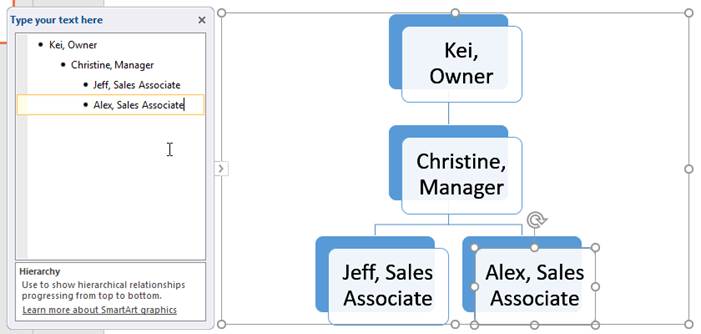 Type your text here
Kei, Owner
Christine, Manager
Jeff, Sales Associate
Alex, Sales Associate
Hierarchy
Use to show hierarchical relationships
progressing from top to bottom.
Learn more about SmartArt graphics
Kei,
Owner
Christine,
Manager
Jeff, Sales
Associate
Alex, Sales
Associate